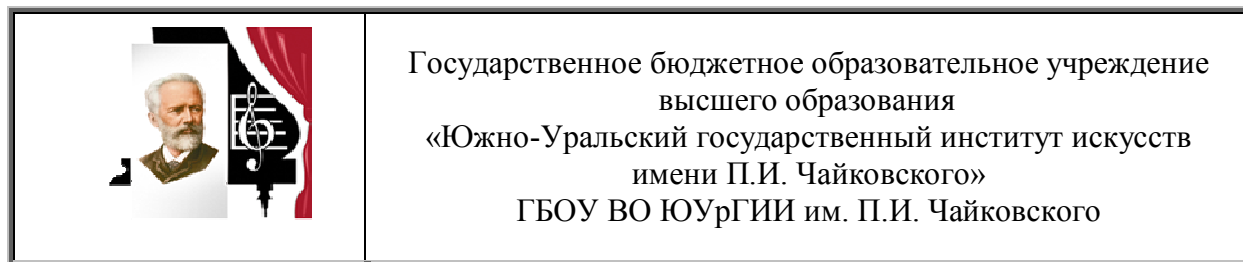 Государственное бюджетное образовательное учреждение
высшего образования
«Южно-Уральский государственный институт искусств
имени П.И. Чайковского»
ГБОУ ВО ЮУрГИИ им. П.И. Чайковского